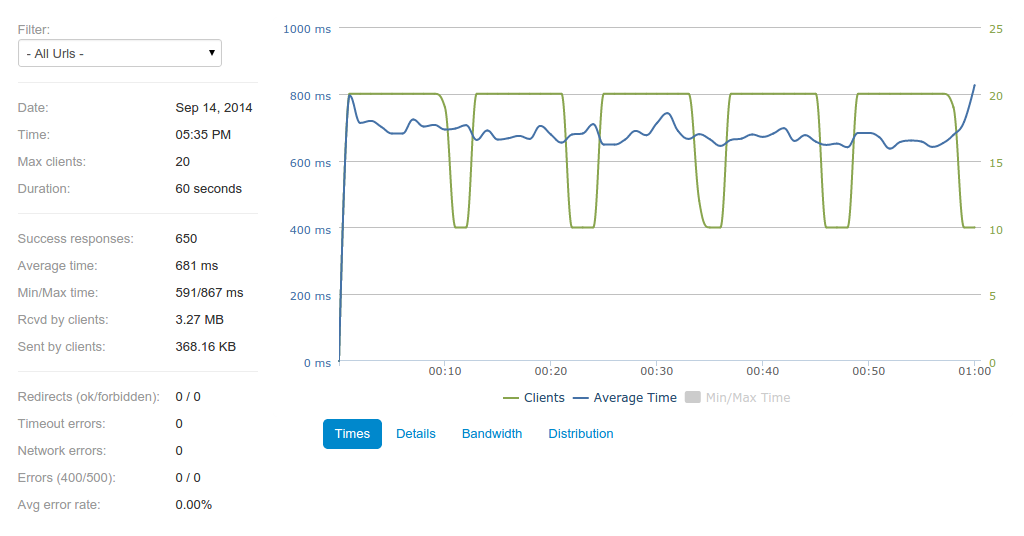 Filter:
- All Urls -
Date: Sep 14, 2014
Time: 05:35 PM
Max clients: 20
Duration: 60 seconds
Success responses: 650
Average time: 681 ms
Min/Max time: 591/867 ms
Rcvd by clients: 3.27 MB
Sent by clients: 368.16 KB
Redirects (ok/forbidden): 0 / 0
Timeout errors: 0
Network errors: 0
Errors (400/500): 0 / 0
Avg error rate: 0.00%
1000 ms 25
800 ms 20
600 ms 15
400 ms 10
200 ms 5
0 ms 0
00:10 00:20 00:30 00:40 00:50 01:00
Clients Average Time Min/Max Time
Times Details Bandwidth Distribution